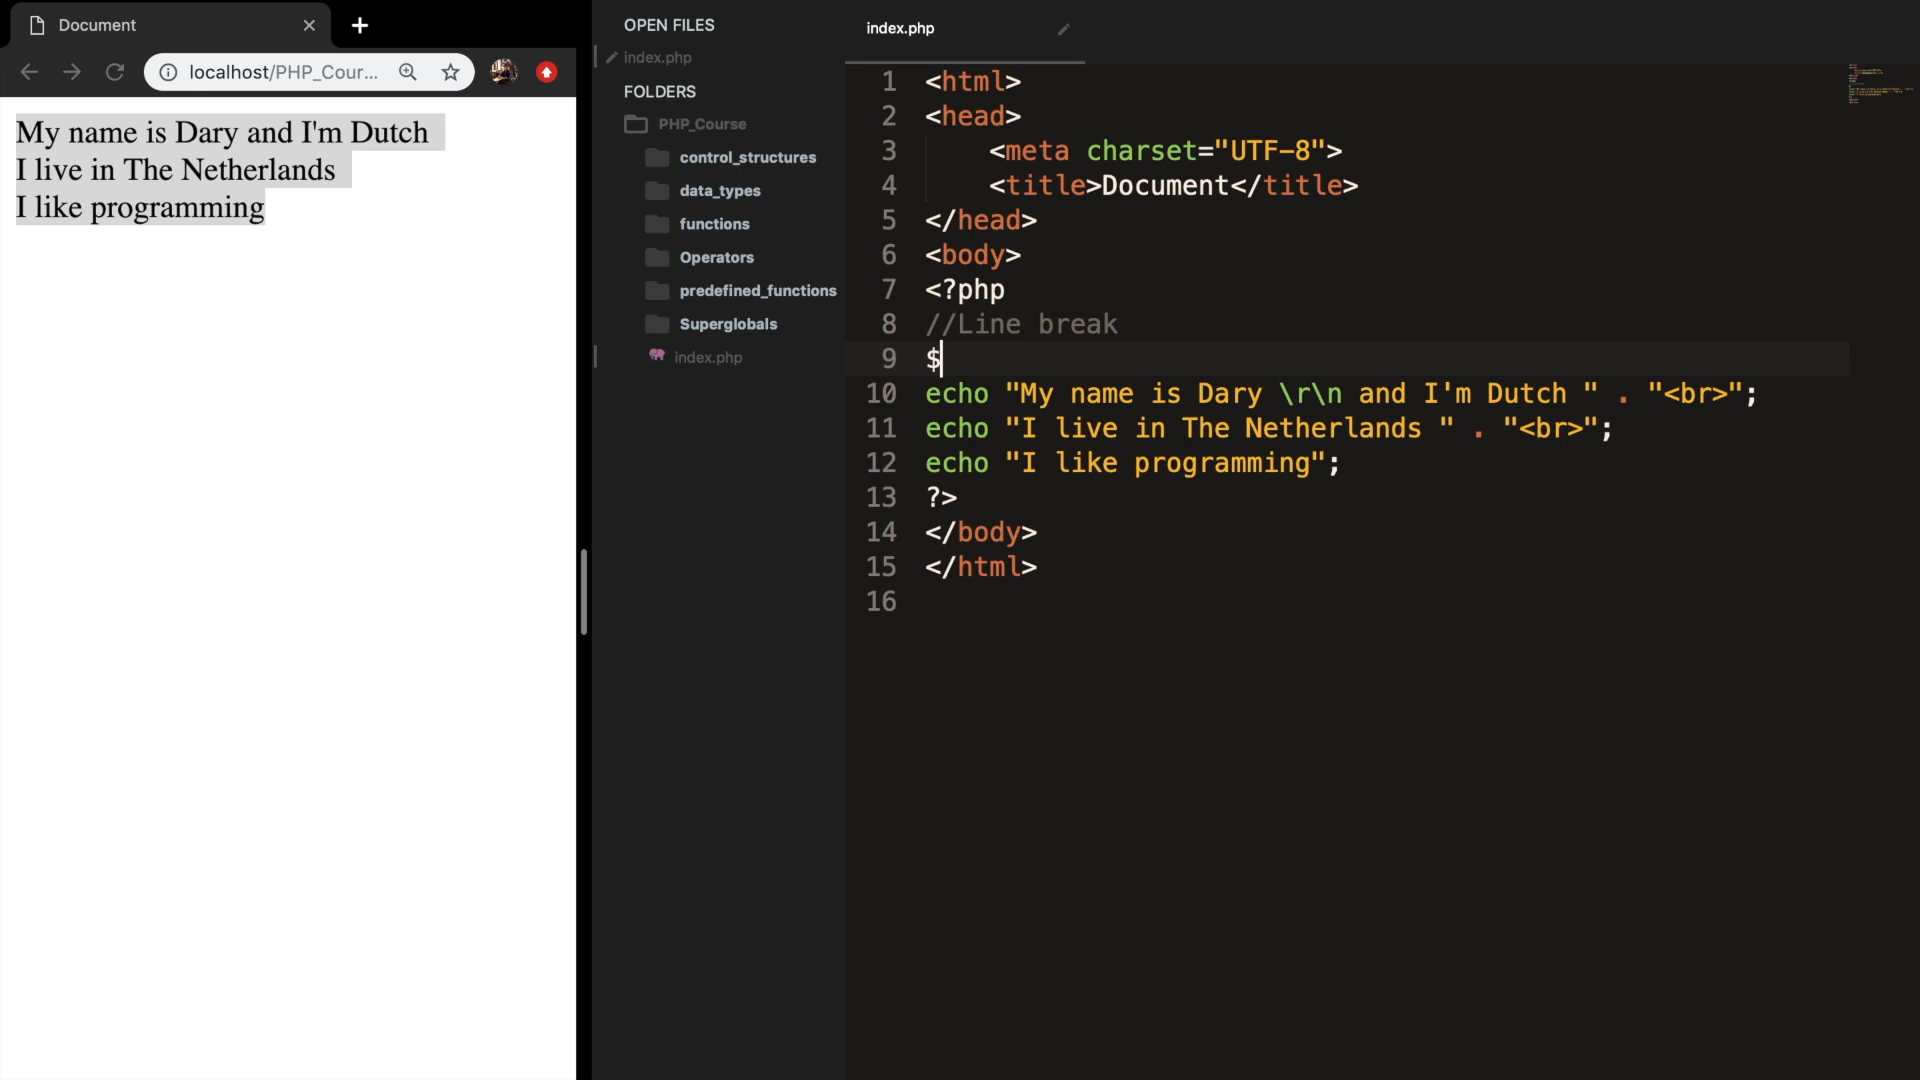 Document
localhost/PHP_Cour...
My name is Dary and I'm Dutch
I live in The Netherlands
I like programming
OPEN FILES
index.php
FOLDERS
PHP_Course
control_structures
data_types
functions
Operators
predefined_functions
Superglobals
index.php
index.php
1 <html>
2 <head>
3 <meta charset="UTF-8">
4 <title>Document</title>
5 </head>
6 <body>
7 <?php
8 //Line break
9 $
10 echo "My name is Dary \r\n and I'm Dutch " . "<br>";
11 echo "I live in The Netherlands " . "<br>";
12 echo "I like programming";
13 ?>
14 </body>
15 </html>
16